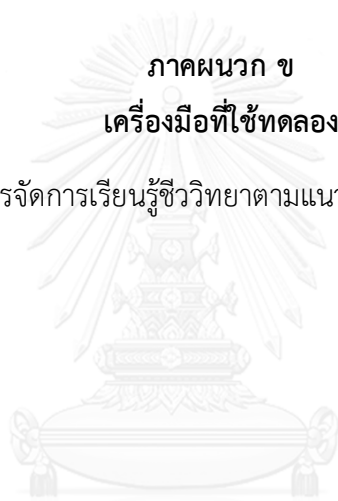 ภาคผนวก ข
เครื่องมือที่ใช้ทดลอง
รจัดการเรียนรู้ชีววิทยาตามแนว